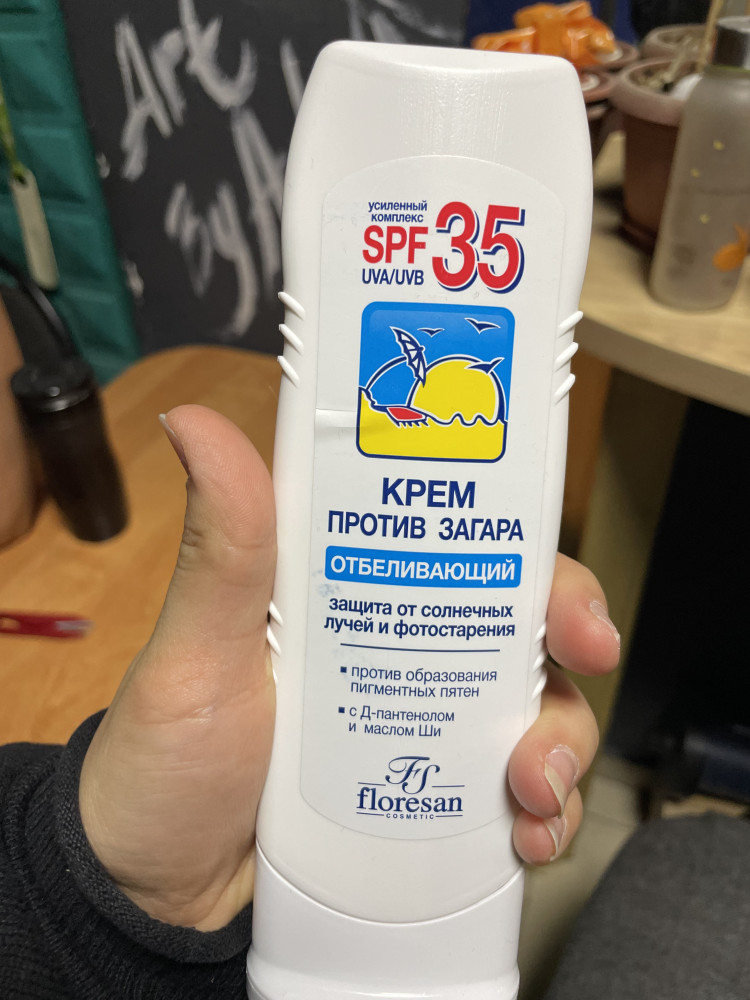 Art
усиленный
комплекс
SPF 35
UVA/UVB
КРЕМ
ПРОТИВ ЗАГАРА
ОТБЕЛИВАЮЩИЙ
защита от солнечных
лучей и фотостарения
▪ против образования
пигментных пятен
▪ с Д-пантенолом
и маслом Ши
FS
floresan
COSMETIC